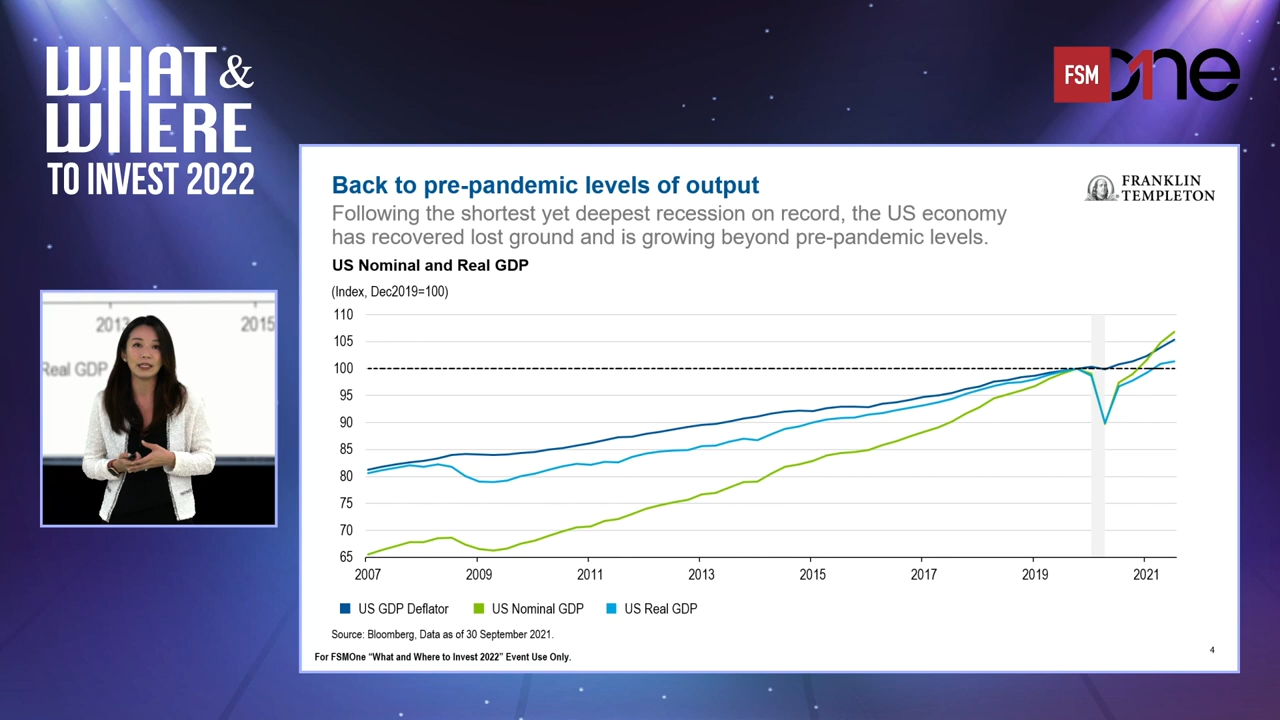 WHAT &
WHERE
TO INVEST 2022
FSM One
2013
2015
Real GDP
Back to pre-pandemic levels of output
FRANKLIN
TEMPLETON
Following the shortest yet deepest recession on record, the US economy
has recovered lost ground and is growing beyond pre-pandemic levels.
US Nominal and Real GDP
(Index, Dec2019=100)
110
105
100
95
90
85
80
75
70
65
2007 2009 2011 2013 2015 2017 2019 2021
US GDP Deflator US Nominal GDP US Real GDP
Source: Bloomberg, Data as of 30 September 2021.
For FSMOne “What and Where to Invest 2022” Event Use Only.
4